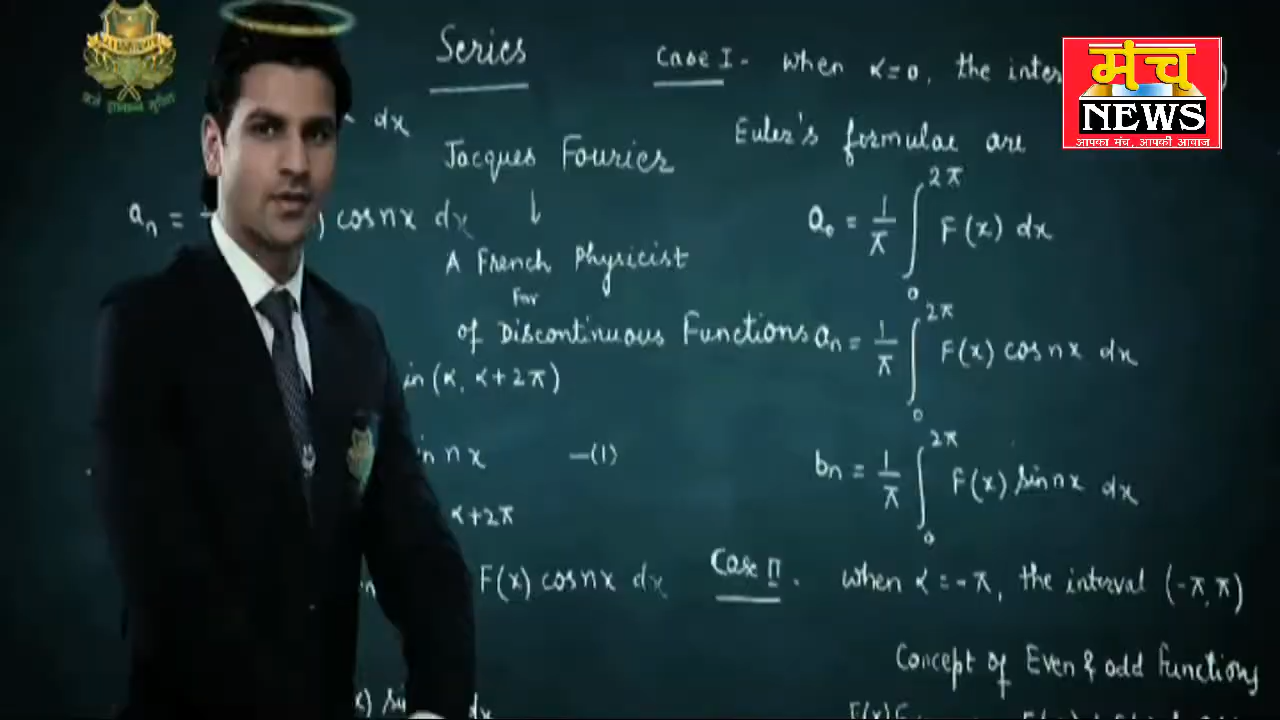 Series
dx
Jacques Fourier
aₙ =
cos nx dx
A French Physicist
For
of Discontinuous Functions
in (α, α+2π)
nx —(1)
α+2π
F(x) cos nx dx
dx
Case I - when α=0, the
Euler's formulae are
a₀ = 1/π ∫₀^2π F(x) dx
aₙ = 1/π ∫₀^2π F(x) cos nx dx
bₙ = 1/π ∫₀^2π F(x) sin nx dx
Case II. when α = -π, the interval (-π, π)
Concept of Even & odd Functions
मंच
NEWS
आपका मंच, आपकी आवाज